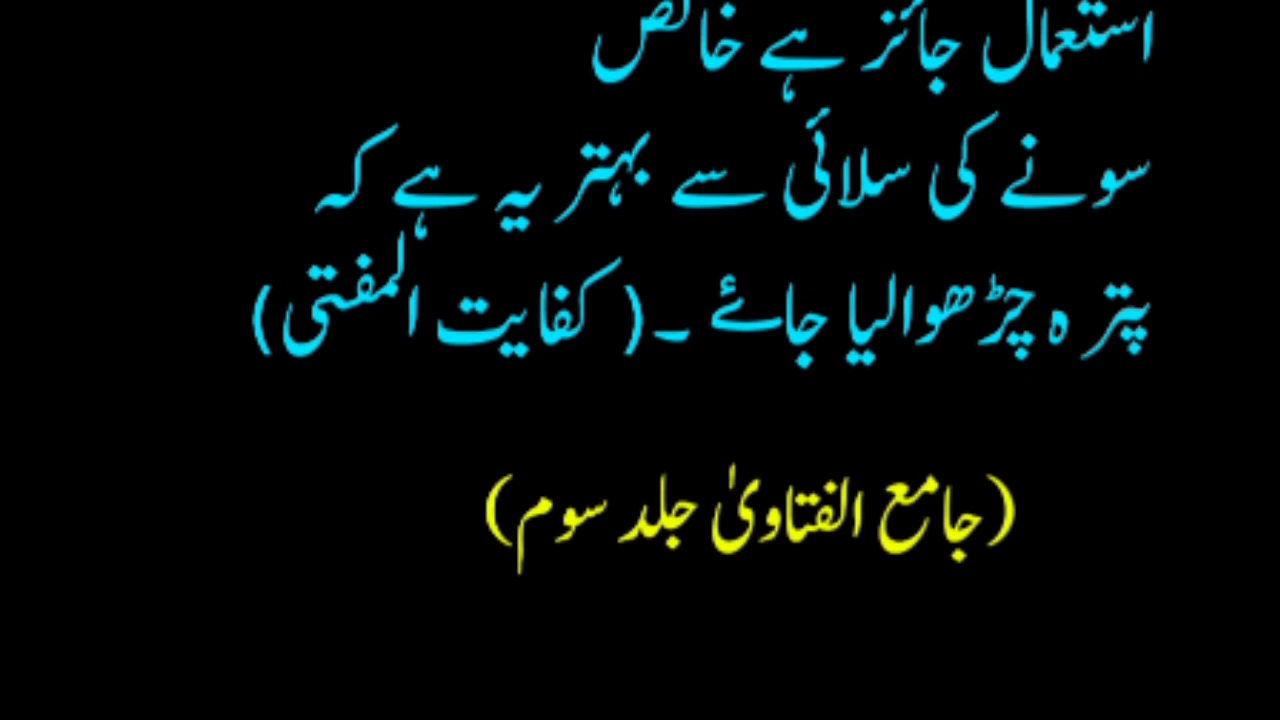 استعمال جائز ہے خالص
سونے کی سلائی سے بہتر یہ ہے کہ
پترہ چڑھوالیا جائے ۔( کفایت المفتی)
(جامع الفتاویٰ جلد سوم)